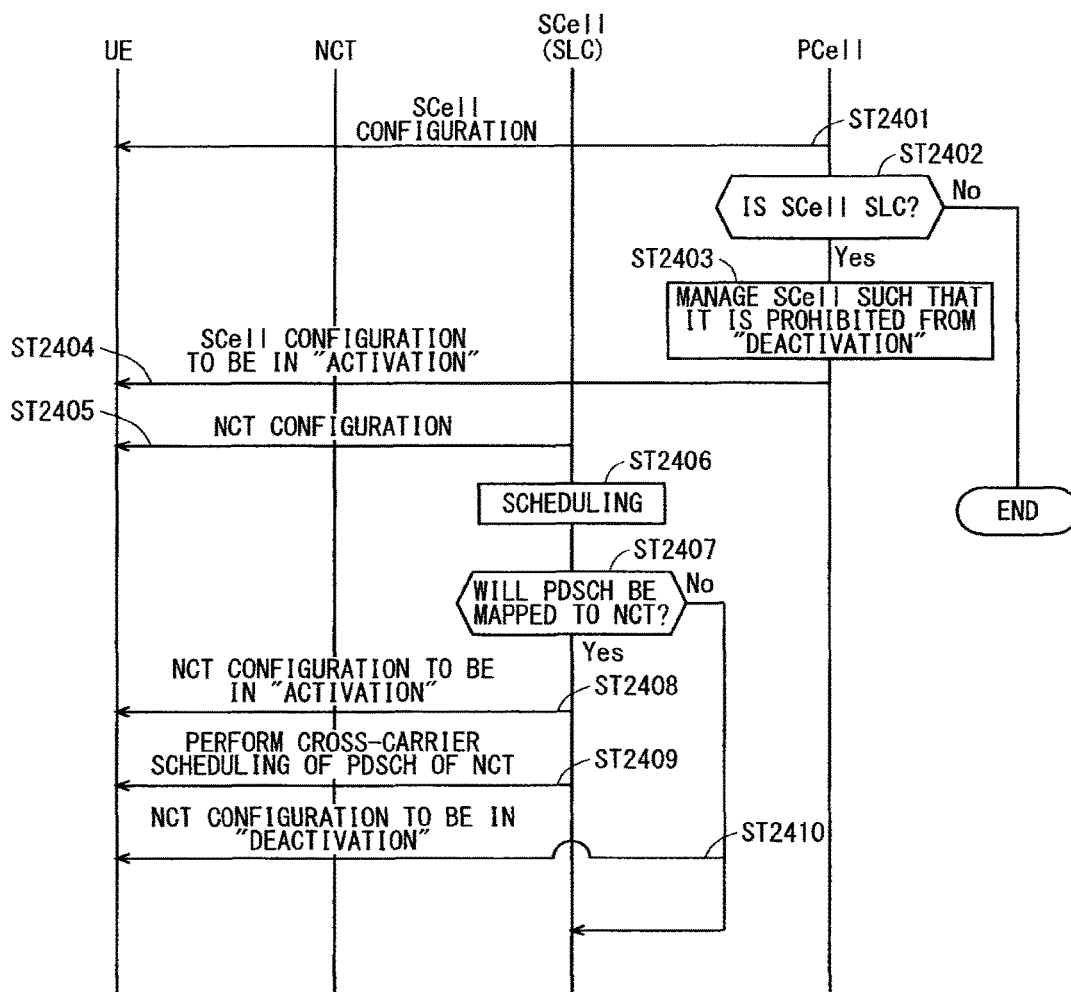 UE
NCT
SCell
(SLC)
PCell
SCell
CONFIGURATION
ST2401
ST2402
IS SCell SLC?
No
Yes
ST2403
MANAGE SCell SUCH THAT
IT IS PROHIBITED FROM
"DEACTIVATION"
ST2404
SCell CONFIGURATION
TO BE IN "ACTIVATION"
ST2405
NCT CONFIGURATION
ST2406
SCHEDULING
END
ST2407
WILL PDSCH BE
MAPPED TO NCT?
No
Yes
NCT CONFIGURATION TO BE
IN "ACTIVATION"
ST2408
PERFORM CROSS-CARRIER
SCHEDULING OF PDSCH OF NCT
ST2409
NCT CONFIGURATION TO BE IN
"DEACTIVATION"
ST2410